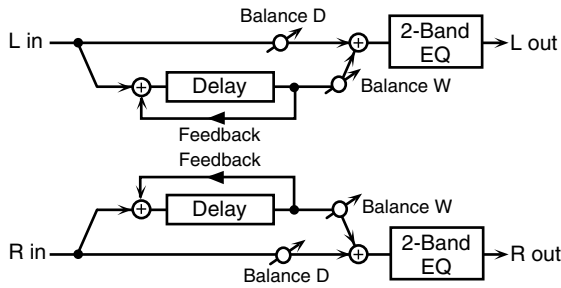 Balance D
L in
2-Band
EQ
L out
Delay
Balance W
Feedback
Feedback
Delay
Balance W
R in
2-Band
EQ
R out
Balance D